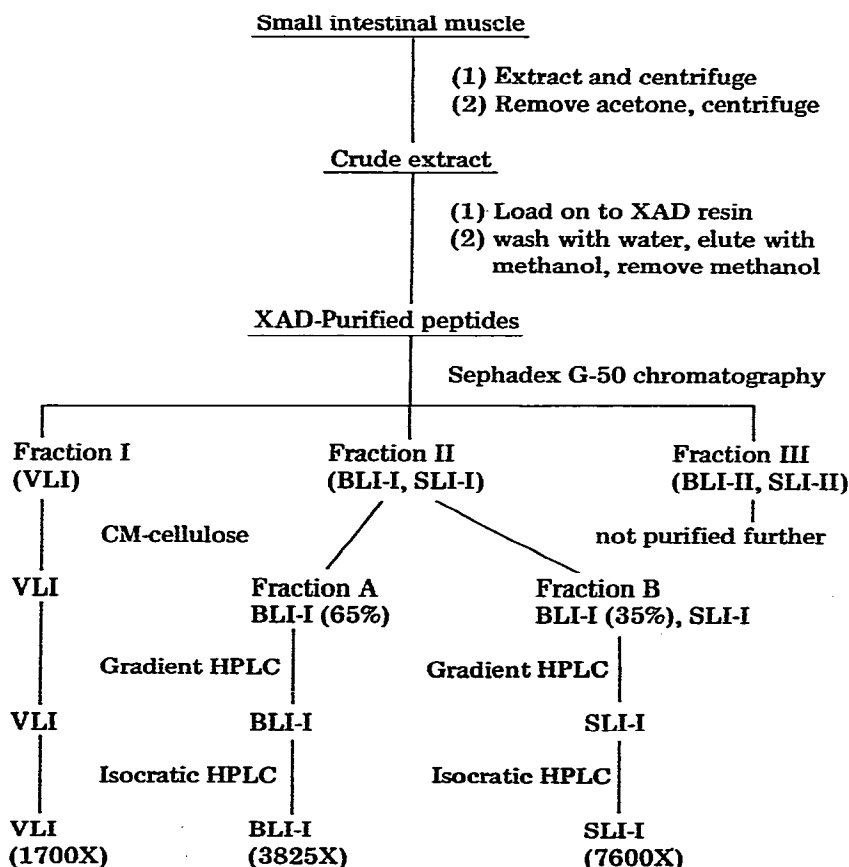 Small intestinal muscle
(1) Extract and centrifuge
(2) Remove acetone, centrifuge
Crude extract
(1) Load on to XAD resin
(2) wash with water, elute with
methanol, remove methanol
XAD-Purified peptides
Sephadex G-50 chromatography
Fraction I
(VLI)
Fraction II
(BLI-I, SLI-I)
Fraction III
(BLI-II, SLI-II)
CM-cellulose
not purified further
VLI
Fraction A
BLI-I (65%)
Fraction B
BLI-I (35%), SLI-I
Gradient HPLC
Gradient HPLC
VLI
BLI-I
SLI-I
Isocratic HPLC
Isocratic HPLC
VLI
(1700X)
BLI-I
(3825X)
SLI-I
(7600X)